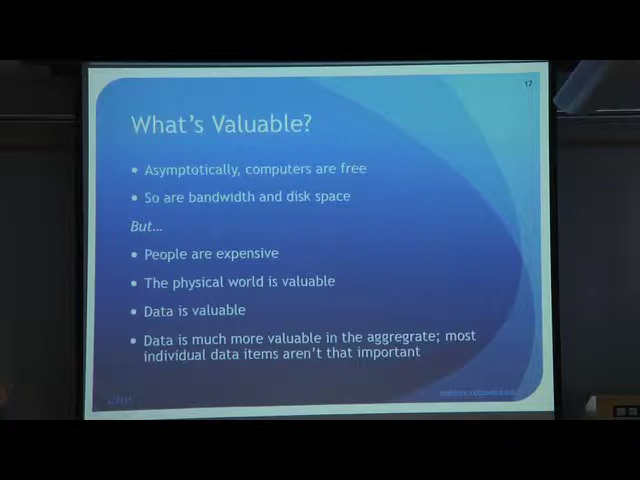 17
What's Valuable?
• Asymptotically, computers are free
• So are bandwidth and disk space
But...
• People are expensive
• The physical world is valuable
• Data is valuable
• Data is much more valuable in the aggregrate; most
individual data items aren't that important